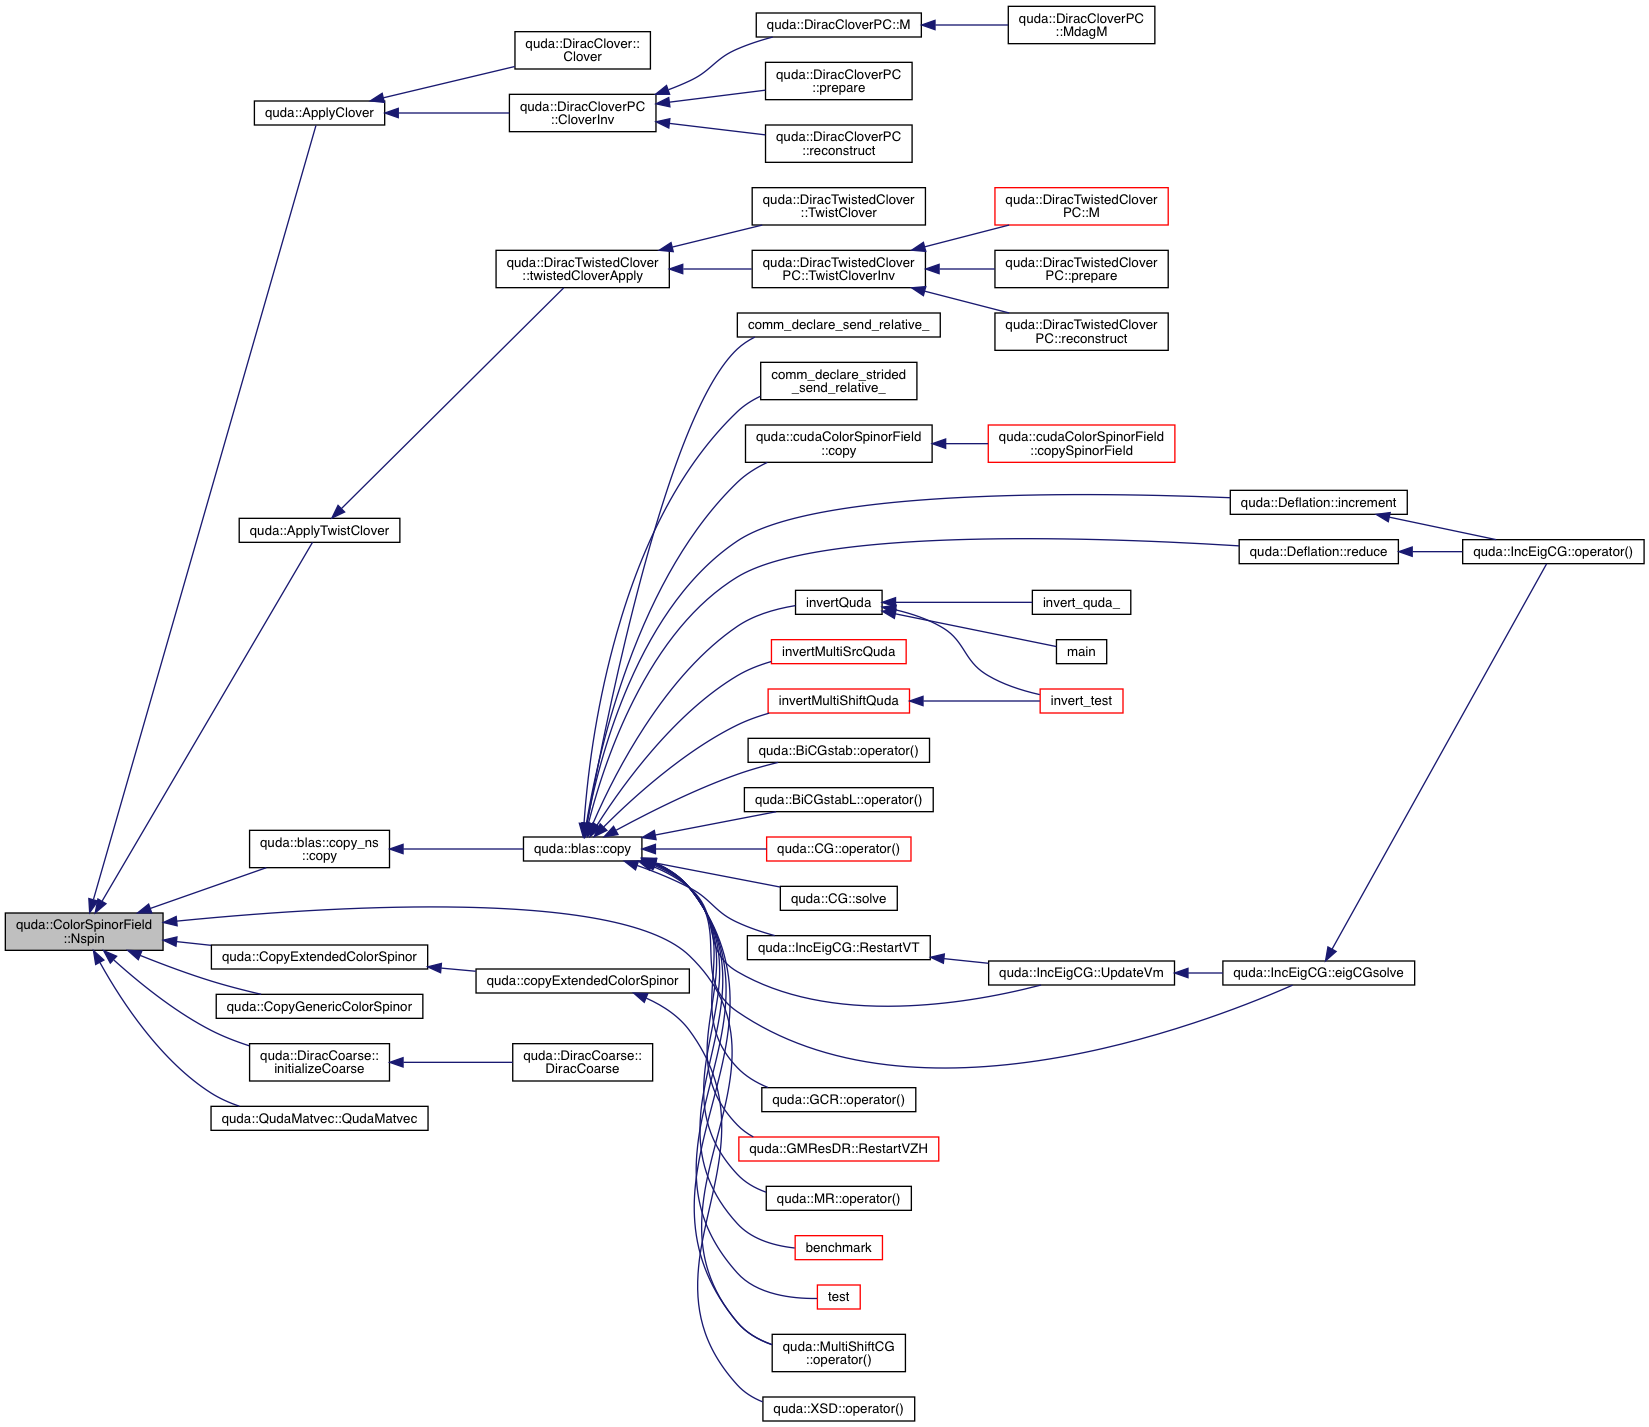 quda::DiracCloverPC::M
quda::DiracCloverPC
::MdagM
quda::DiracClover::
Clover
quda::DiracCloverPC
::prepare
quda::ApplyClover
quda::DiracCloverPC
::CloverInv
quda::DiracCloverPC
::reconstruct
quda::DiracTwistedClover
::TwistClover
quda::DiracTwistedClover
PC::M
quda::DiracTwistedClover
::twistedCloverApply
quda::DiracTwistedClover
PC::TwistCloverInv
quda::DiracTwistedClover
PC::prepare
comm_declare_send_relative_
quda::DiracTwistedClover
PC::reconstruct
comm_declare_strided
_send_relative_
quda::cudaColorSpinorField
::copy
quda::cudaColorSpinorField
::copySpinorField
quda::Deflation::increment
quda::ApplyTwistClover
quda::Deflation::reduce
quda::IncEigCG::operator()
invertQuda
invert_quda_
invertMultiSrcQuda
main
invertMultiShiftQuda
invert_test
quda::BiCGstab::operator()
quda::BiCGstabL::operator()
quda::blas::copy_ns
::copy
quda::blas::copy
quda::CG::operator()
quda::CG::solve
quda::ColorSpinorField
::Nspin
quda::IncEigCG::RestartVT
quda::CopyExtendedColorSpinor
quda::copyExtendedColorSpinor
quda::IncEigCG::UpdateVm
quda::IncEigCG::eigCGsolve
quda::CopyGenericColorSpinor
quda::DiracCoarse::
initializeCoarse
quda::DiracCoarse::
DiracCoarse
quda::GCR::operator()
quda::QudaMatvec::QudaMatvec
quda::GMResDR::RestartVZH
quda::MR::operator()
benchmark
test
quda::MultiShiftCG
::operator()
quda::XSD::operator()